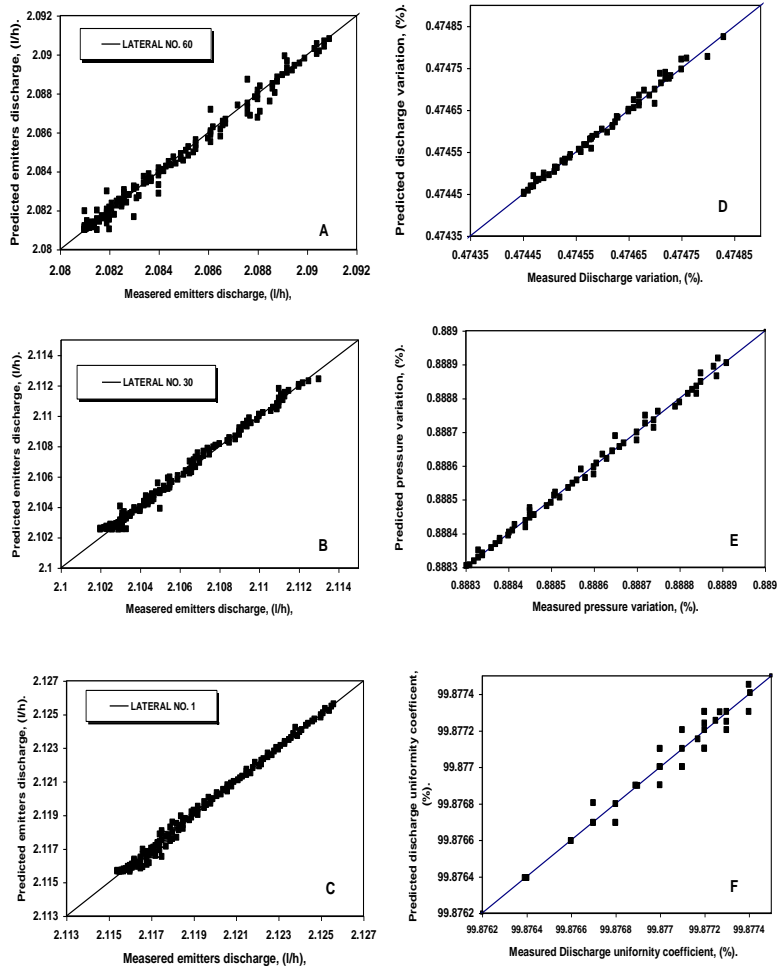 Predicted emitters discharge, (l/h).
2.092
2.09
2.088
2.086
2.084
2.082
2.08
LATERAL NO. 60
A
2.08 2.082 2.084 2.086 2.088 2.09 2.092
Measered emitters discharge, (l/h),
Predicted discharge variation, (%).
0.47485
0.47475
0.47465
0.47455
0.47445
0.47435
D
0.47435 0.47445 0.47455 0.47465 0.47475 0.47485
Measured Diischarge variation, (%).
Predicted emitters discharge, (l/h).
2.114
2.112
2.11
2.108
2.106
2.104
2.102
2.1
LATERAL NO. 30
B
2.1 2.102 2.104 2.106 2.108 2.11 2.112 2.114
Measered emitters discharge, (l/h),
Predicted pressure variation, (%).
0.889
0.8889
0.8888
0.8887
0.8886
0.8885
0.8884
0.8883
E
0.8883 0.8884 0.8885 0.8886 0.8887 0.8888 0.8889 0.889
Measured pressure variation, (%).
Predicted emitters discharge, (l/h).
2.127
2.125
2.123
2.121
2.119
2.117
2.115
2.113
LATERAL NO. 1
C
2.113 2.115 2.117 2.119 2.121 2.123 2.125 2.127
Measered emitters discharge, (l/h),
Predicted discharge uniformity coefficent,
(%).
99.8774
99.8772
99.877
99.8768
99.8766
99.8764
99.8762
F
99.8762 99.8764 99.8766 99.8768 99.877 99.8772 99.8774
Measured Diischarge unifornity coefficient, (%).